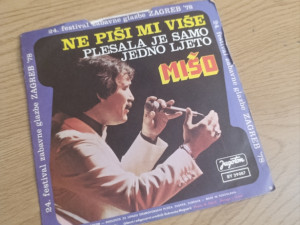 24. festival zabavne glazbe ZAGREB '78
NE PIŠI MI VIŠE
PLESALA JE SAMO
JEDNO LJETO
MIŠO
24. festival zabavne glazbe ZAGREB '78
24. festival zabavne glazbe ZAGREB '78
Jugoton